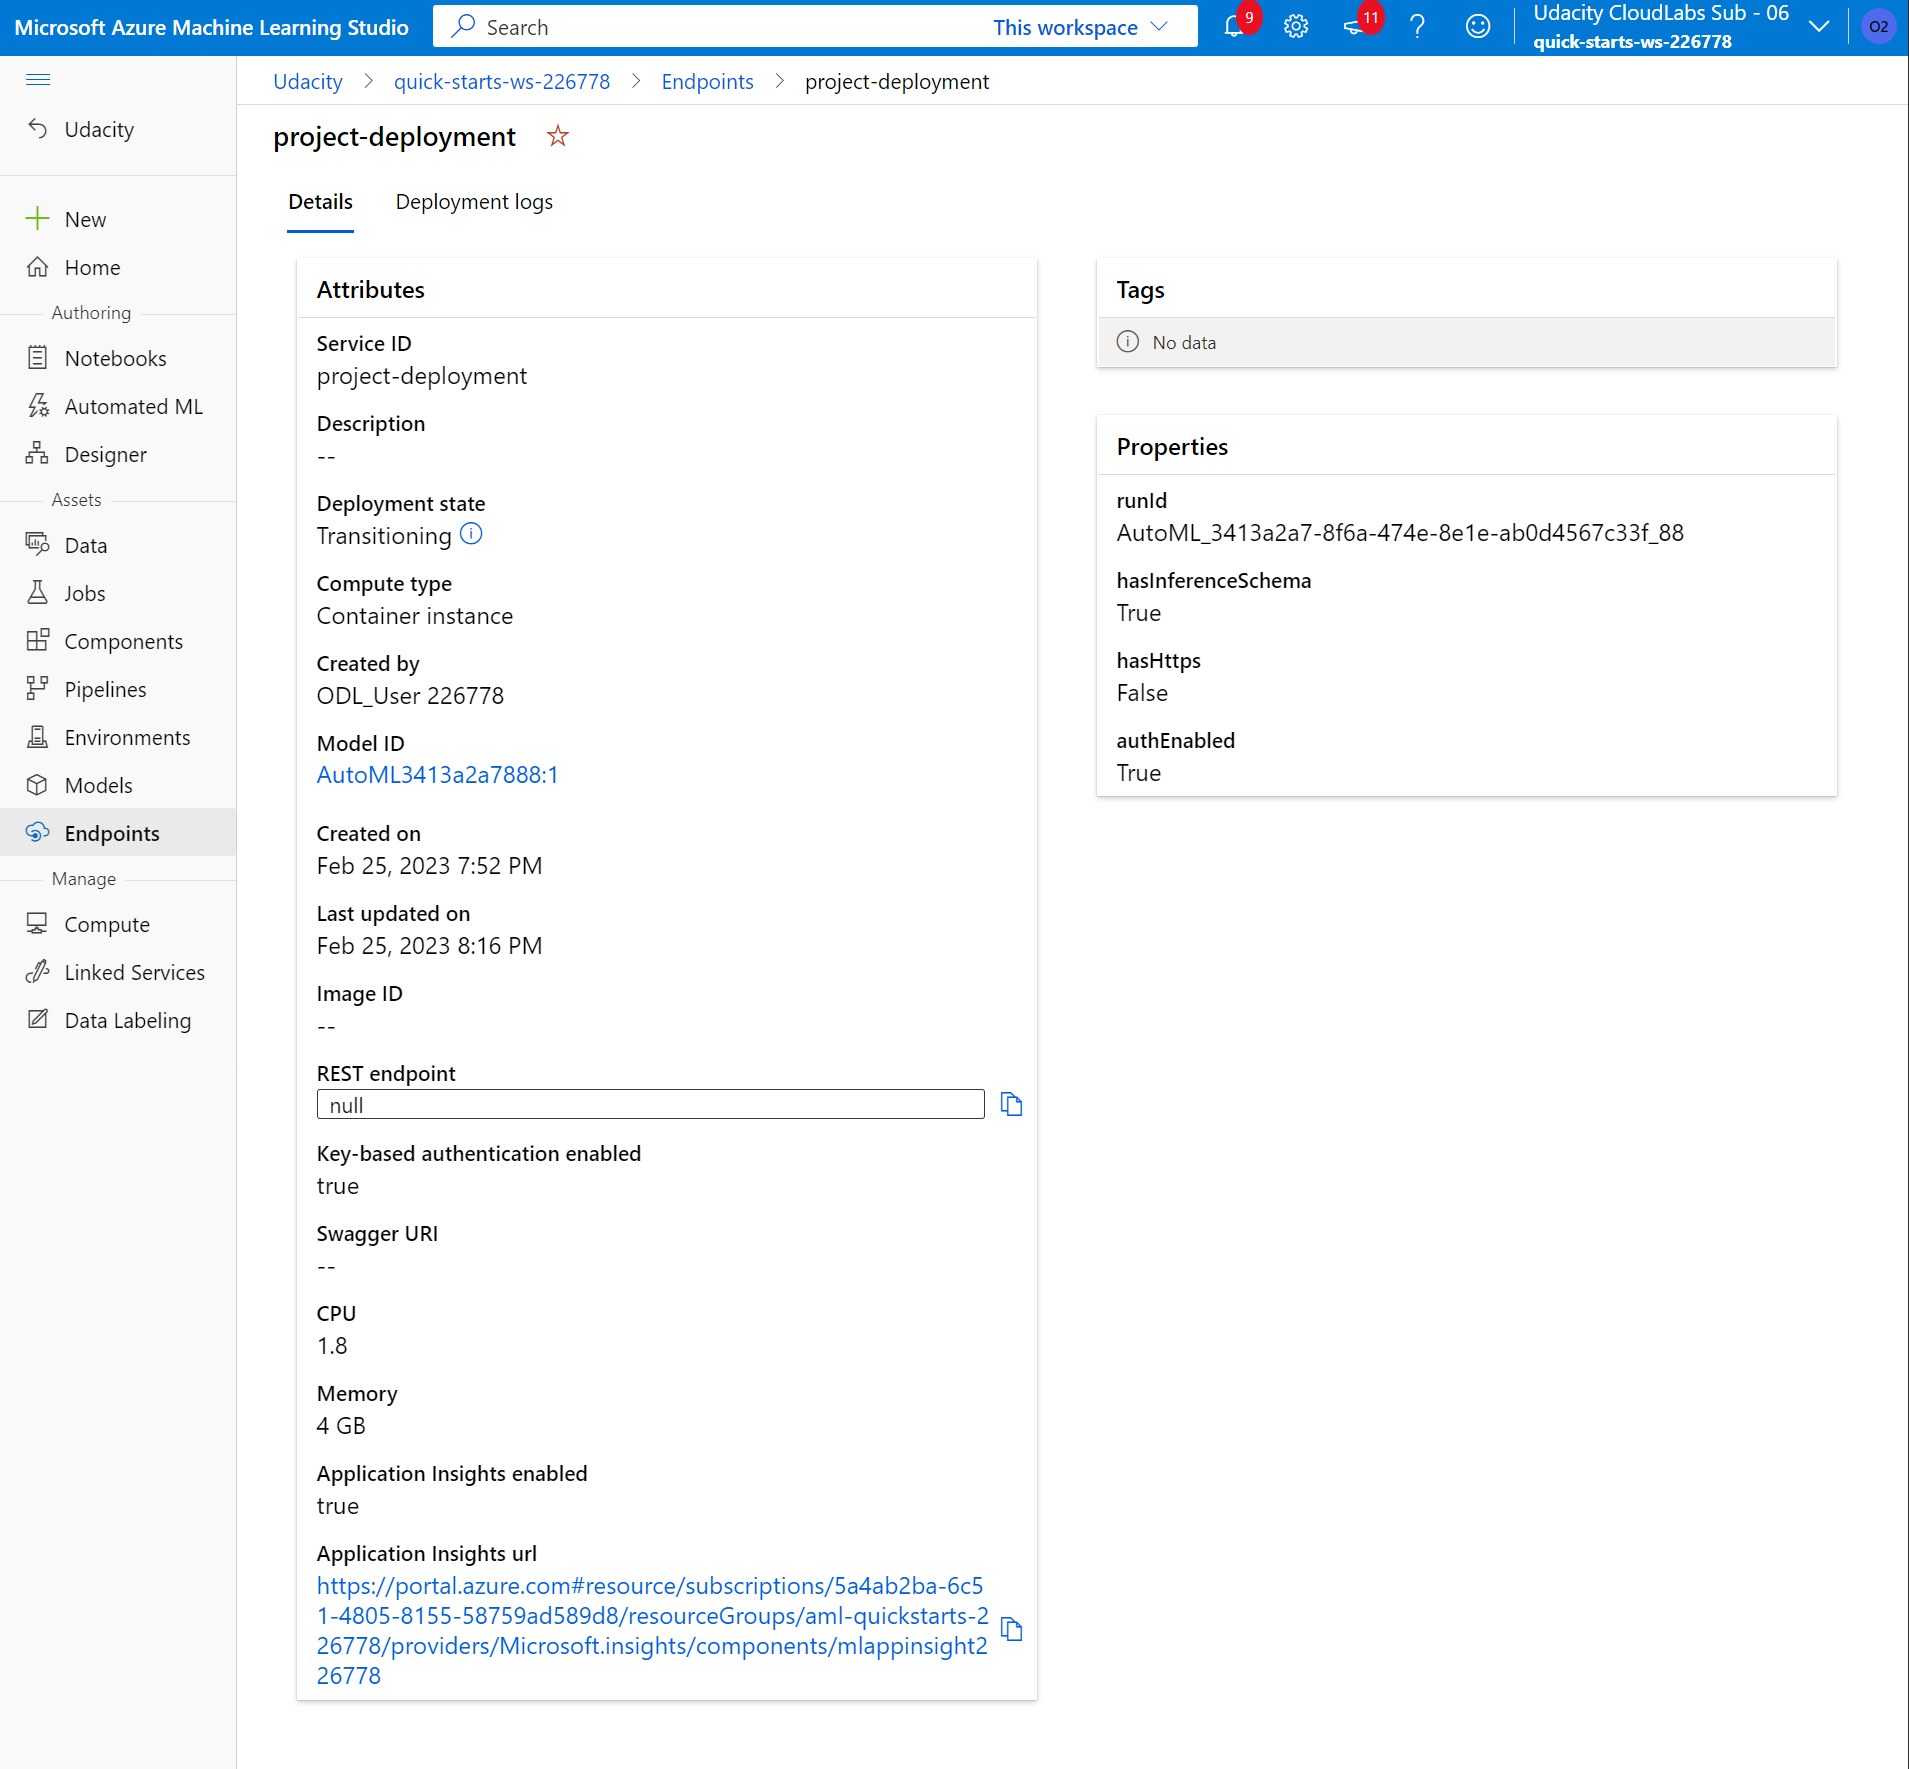 Microsoft Azure Machine Learning Studio
Search
This workspace
9
11
Udacity CloudLabs Sub - 06
quick-starts-ws-226778
O2
Udacity
quick-starts-ws-226778
Endpoints
project-deployment
Udacity
New
Home
Authoring
Notebooks
Automated ML
Designer
Assets
Data
Jobs
Components
Pipelines
Environments
Models
Endpoints
Manage
Compute
Linked Services
Data Labeling
project-deployment
Details
Deployment logs
Attributes
Service ID
project-deployment
Description
--
Deployment state
Transitioning
Compute type
Container instance
Created by
ODL_User 226778
Model ID
AutoML3413a2a7888:1
Created on
Feb 25, 2023 7:52 PM
Last updated on
Feb 25, 2023 8:16 PM
Image ID
--
REST endpoint
null
Key-based authentication enabled
true
Swagger URI
--
CPU
1.8
Memory
4 GB
Application Insights enabled
true
Application Insights url
https://portal.azure.com#resource/subscriptions/5a4ab2ba-6c5
1-4805-8155-58759ad589d8/resourceGroups/aml-quickstarts-2
26778/providers/Microsoft.insights/components/mlappinsight2
26778
Tags
No data
Properties
runId
AutoML_3413a2a7-8f6a-474e-8e1e-ab0d4567c33f_88
hasInferenceSchema
True
hasHttps
False
authEnabled
True